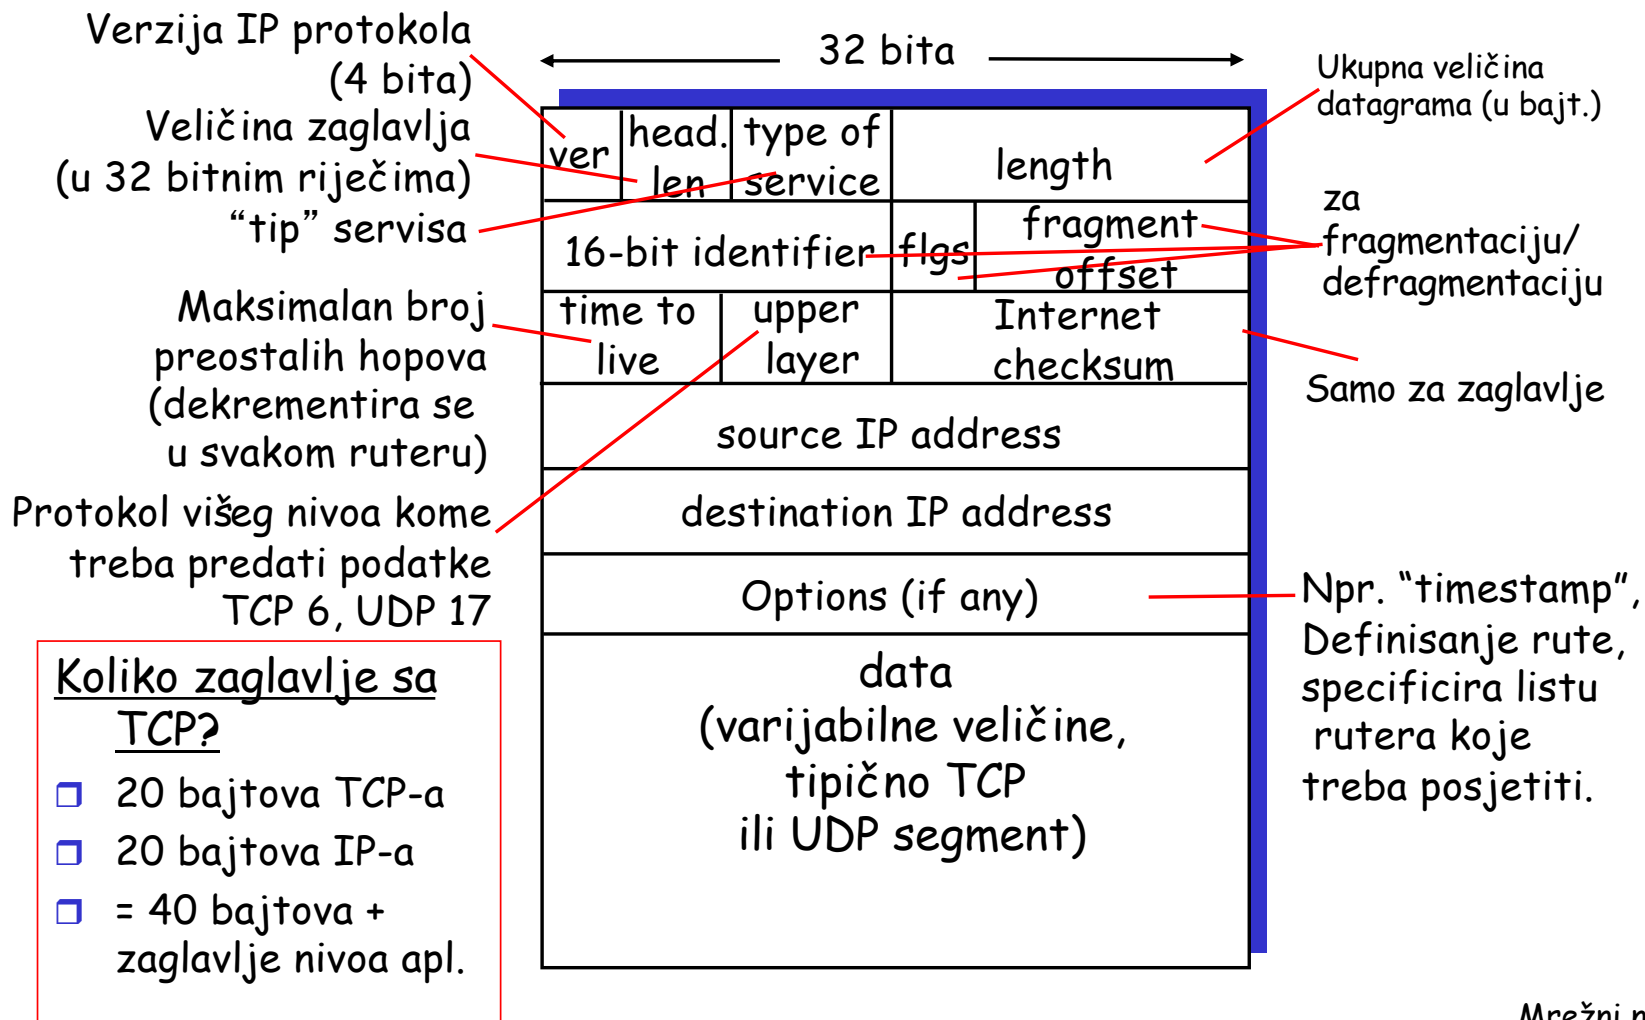 Verzija IP protokola
(4 bita)
Veličina zaglavlja
(u 32 bitnim riječima)
“tip” servisa
Maksimalan broj
preostalih hopova
(dekrementira se
u svakom ruteru)
Protokol višeg nivoa kome
treba predati podatke
TCP 6, UDP 17
Koliko zaglavlje sa
TCP?
20 bajtova TCP-a
20 bajtova IP-a
= 40 bajtova +
zaglavlje nivoa apl.
32 bita
ver
head.
len
type of
service
length
16-bit identifier
flgs
fragment
offset
time to
live
upper
layer
Internet
checksum
source IP address
destination IP address
Options (if any)
data
(varijabilne veličine,
tipično TCP
ili UDP segment)
Ukupna veličina
datagrama (u bajt.)
za
fragmentaciju/
defragmentaciju
Samo za zaglavlje
Npr. “timestamp”,
Definisanje rute,
specificira listu
rutera koje
treba posjetiti.
Mrežni